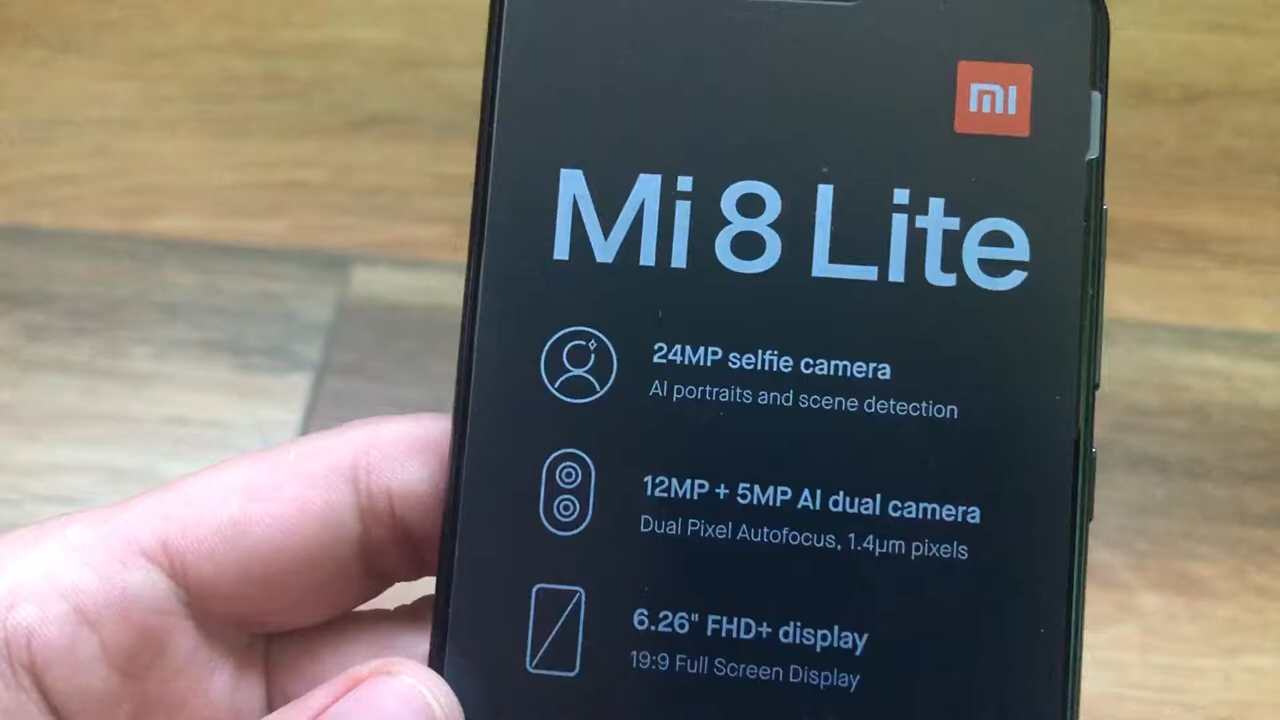 mi
Mi 8 Lite
24MP selfie camera
AI portraits and scene detection
12MP + 5MP AI dual camera
Dual Pixel Autofocus, 1.4μm pixels
6.26" FHD+ display
19:9 Full Screen Display